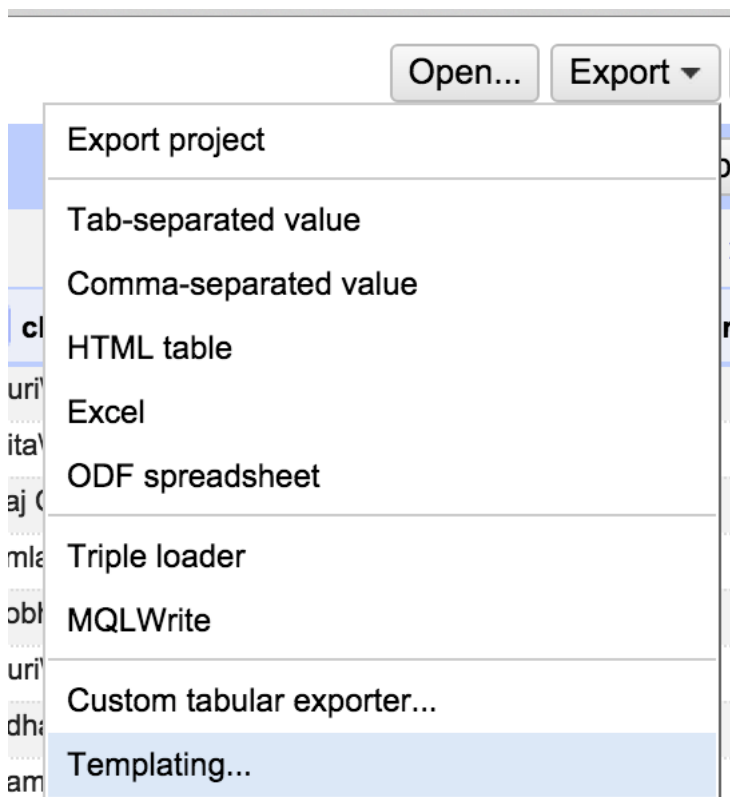 Open... Export
Export project
Tab-separated value
Comma-separated value
HTML table
Excel
ODF spreadsheet
Triple loader
MQLWrite
Custom tabular exporter...
Templating...